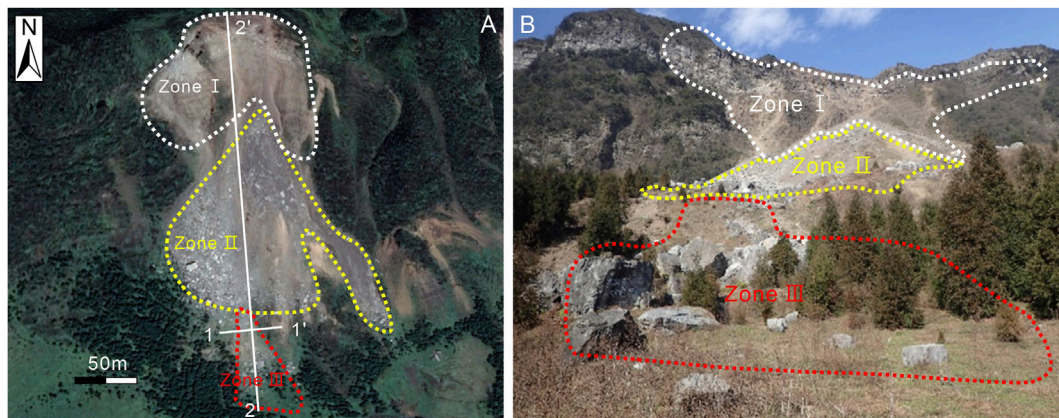 N
A
2'
Zone Ⅰ
Zone Ⅱ
1
1'
50m
Zone Ⅲ
2
B
Zone Ⅰ
Zone Ⅱ
Zone Ⅲ